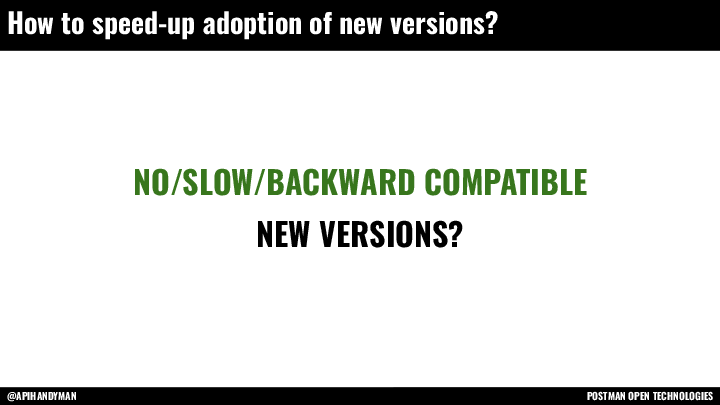 How to speed-up adoption of new versions?
NO/SLOW/BACKWARD COMPATIBLE
NEW VERSIONS?
@APIHANDYMAN
POSTMAN OPEN TECHNOLOGIES